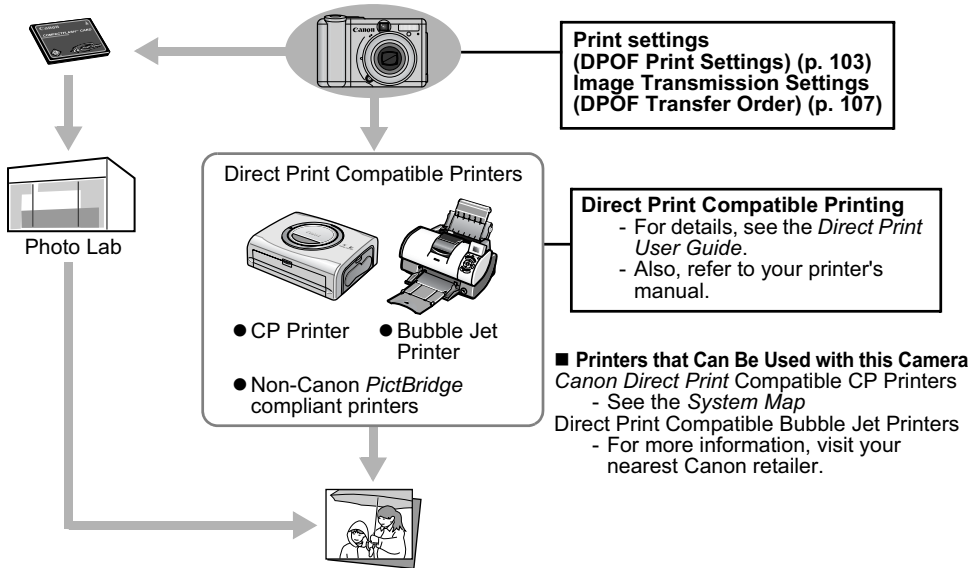 Canon
COMPACTFLASH CARD
Canon
Print settings
(DPOF Print Settings) (p. 103)
Image Transmission Settings
(DPOF Transfer Order) (p. 107)
Photo Lab
Direct Print Compatible Printers
● CP Printer
● Bubble Jet
Printer
● Non-Canon PictBridge
compliant printers
Direct Print Compatible Printing
- For details, see the Direct Print
User Guide.
- Also, refer to your printer's
manual.
■ Printers that Can Be Used with this Camera
Canon Direct Print Compatible CP Printers
- See the System Map
Direct Print Compatible Bubble Jet Printers
- For more information, visit your
nearest Canon retailer.